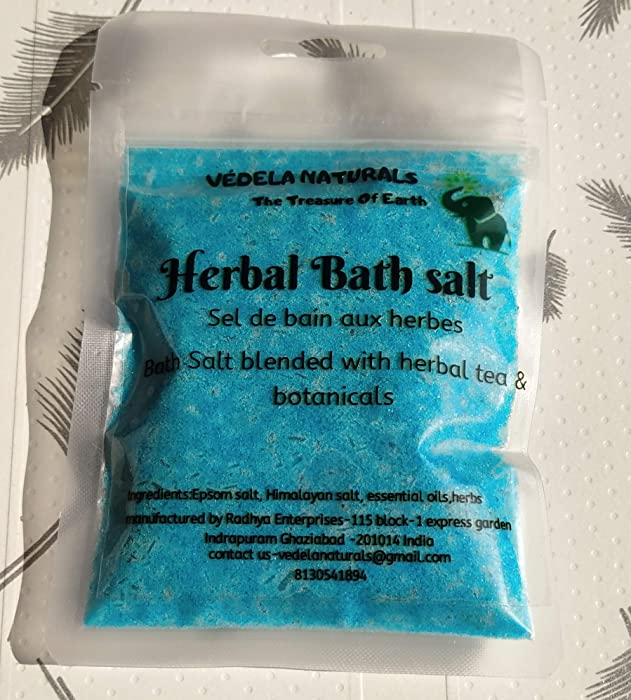 VÉDELA NATURALS
The Treasure Of Earth
Herbal Bath salt
Sel de bain aux herbes
Bath Salt blended with herbal tea &
botanicals
Ingredients:Epsom salt, Himalayan salt, essential oils,herbs
manufactured by Radhya Enterprises-115 block-1 express garden
Indrapuram Ghaziabad -201014 India
contact us-vedelanaturals@gmail.com
8130541894